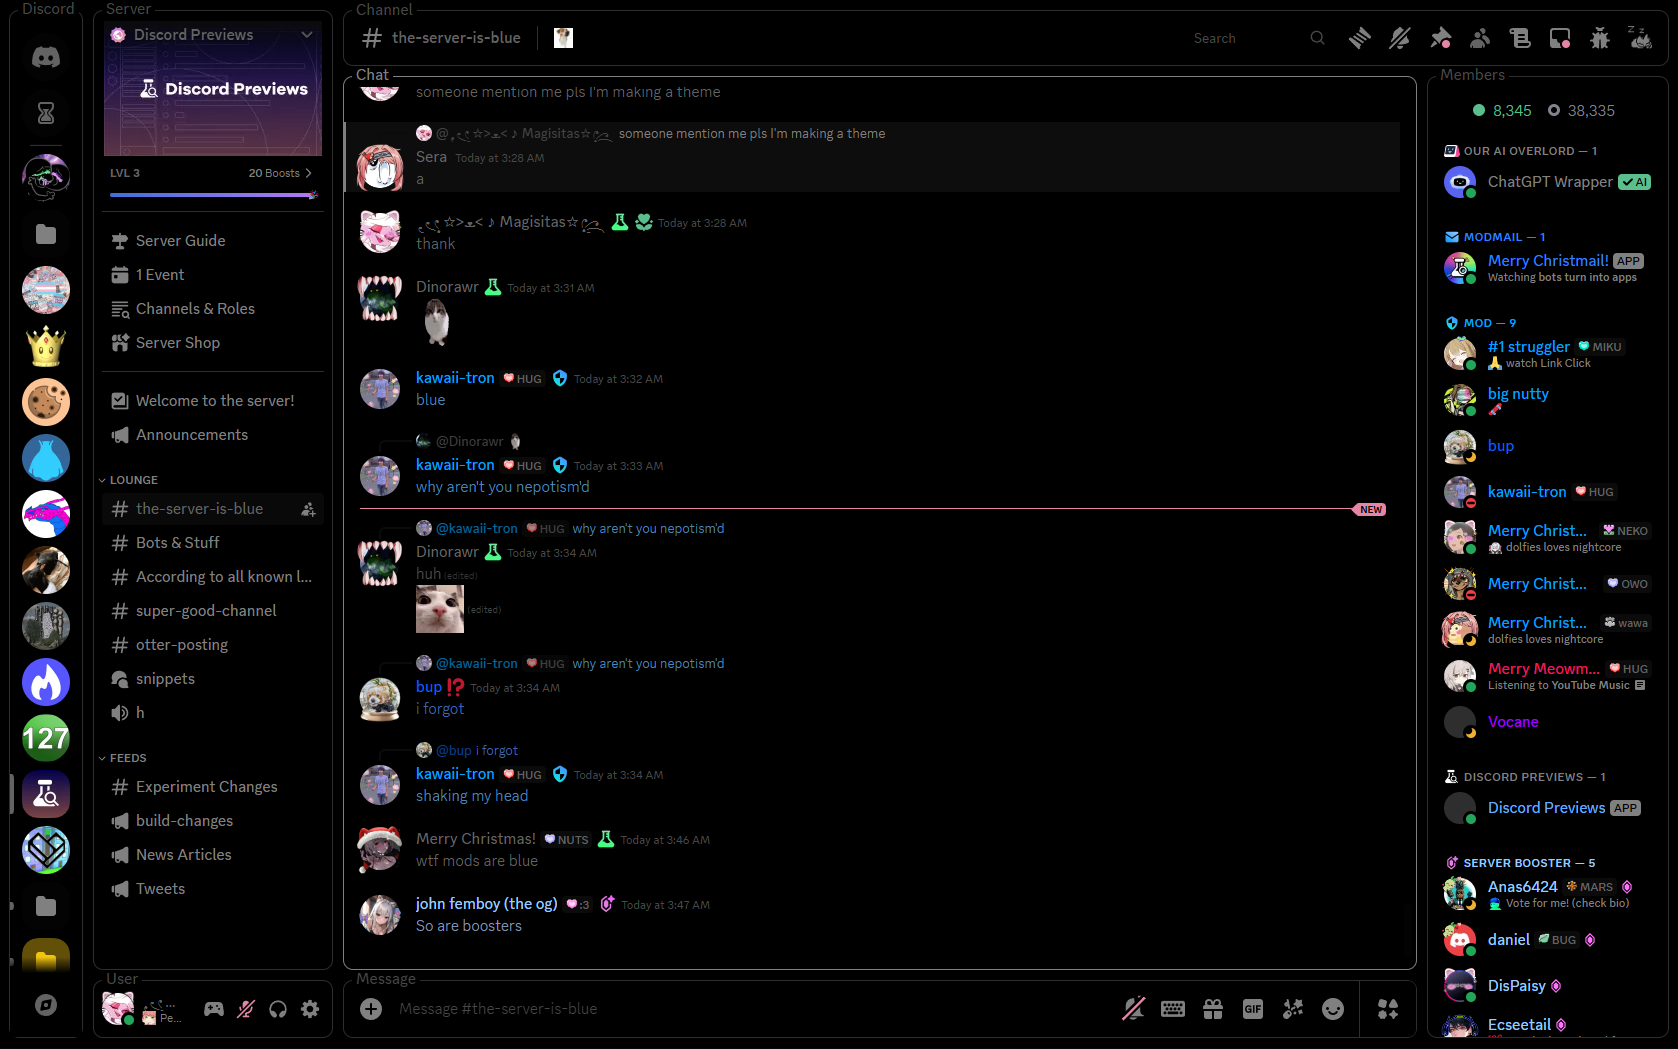 Discord
Server
Discord Previews
Discord Previews
LVL 3
20 Boosts
Server Guide
1 Event
Channels & Roles
Server Shop
Welcome to the server!
Announcements
LOUNGE
the-server-is-blue
Bots & Stuff
According to all known l...
super-good-channel
otter-posting
snippets
h
FEEDS
Experiment Changes
build-changes
News Articles
Tweets
127
User
Pe...
Channel
the-server-is-blue
Search
Chat
someone mention me pls I'm making a theme
Magisitas☆ someone mention me pls I'm making a theme
Sera Today at 3:28 AM
a
☆>ﻌ< ♪ Magisitas☆ Today at 3:28 AM
thank
Dinorawr Today at 3:31 AM
kawaii-tron HUG Today at 3:32 AM
blue
@Dinorawr
kawaii-tron HUG Today at 3:33 AM
why aren't you nepotism'd
NEW
@kawaii-tron HUG why aren't you nepotism'd
Dinorawr Today at 3:34 AM
huh (edited)
(edited)
@kawaii-tron HUG why aren't you nepotism'd
bup ⁉️ Today at 3:34 AM
i forgot
@bup i forgot
kawaii-tron HUG Today at 3:34 AM
shaking my head
Merry Christmas! NUTS Today at 3:46 AM
wtf mods are blue
john femboy (the og) :3 Today at 3:47 AM
So are boosters
Message
Message #the-server-is-blue
GIF
Members
8,345 38,335
OUR AI OVERLORD — 1
ChatGPT Wrapper ✓ AI
MODMAIL — 1
Merry Christmail! APP
Watching bots turn into apps
MOD — 9
#1 struggler MIKU
🙏 watch Link Click
big nutty
bup
kawaii-tron HUG
Merry Christ... NEKO
dolfies loves nightcore
Merry Christ... OWO
Merry Christ... wawa
dolfies loves nightcore
Merry Meowm... HUG
Listening to YouTube Music
Vocane
DISCORD PREVIEWS — 1
Discord Previews APP
SERVER BOOSTER — 5
Anas6424 MARS
Vote for me! (check bio)
daniel BUG
DisPaisy
Ecseetail